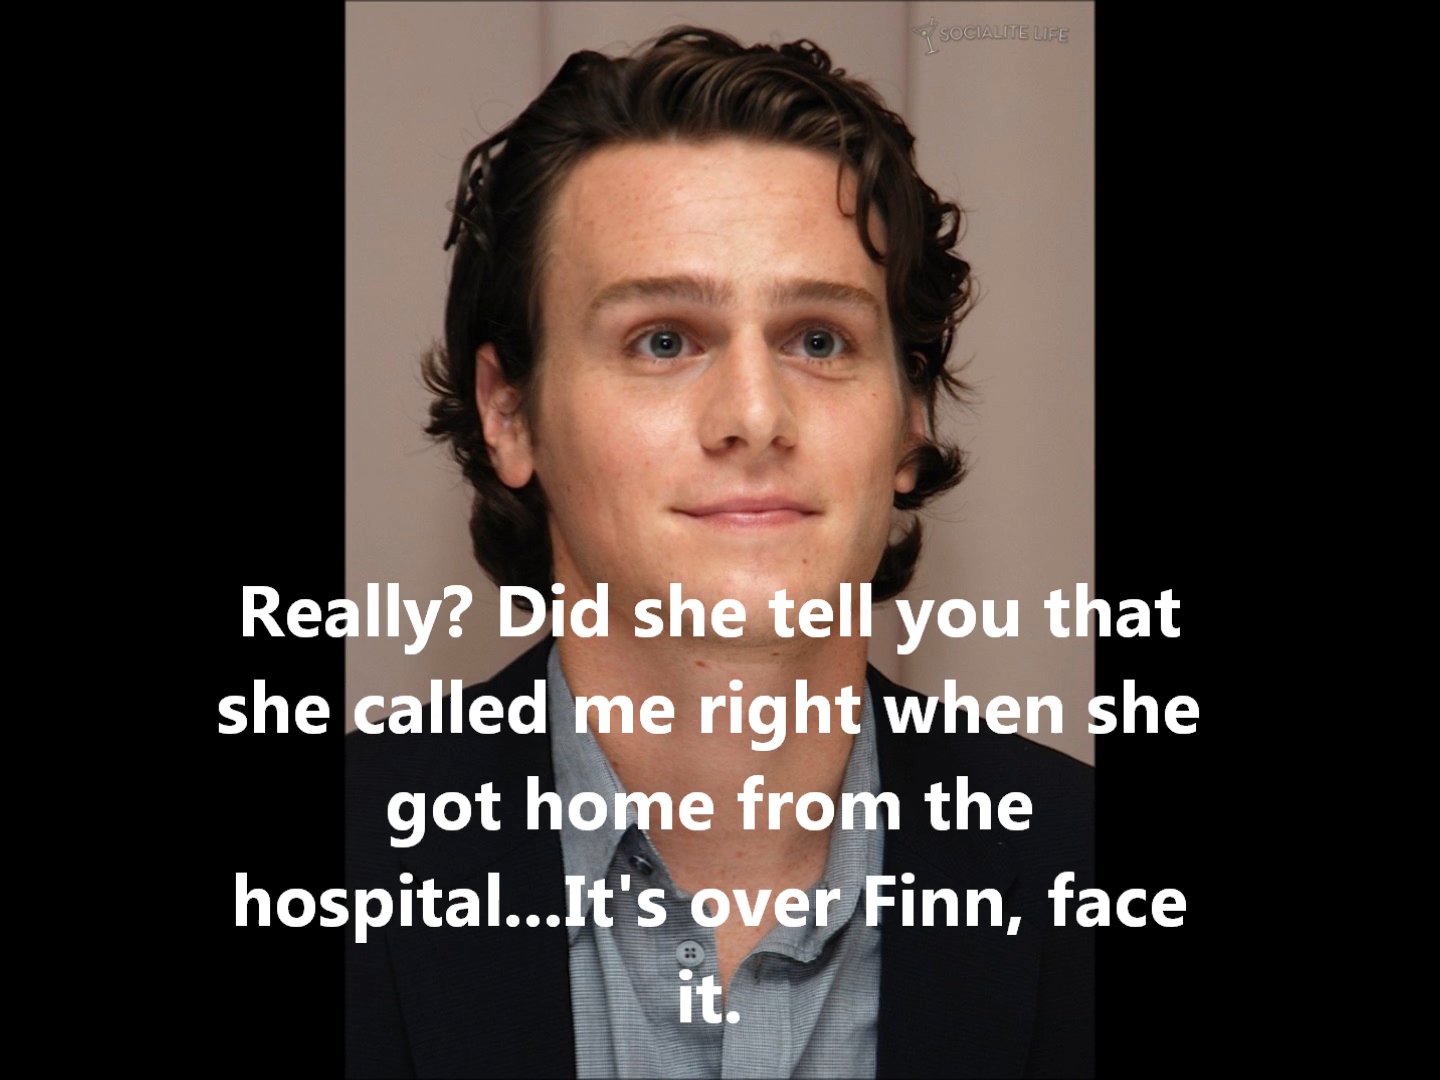 SOCIALITE LIFE
Really? Did she tell you that
she called me right when she
got home from the
hospital...It's over Finn, face
it.